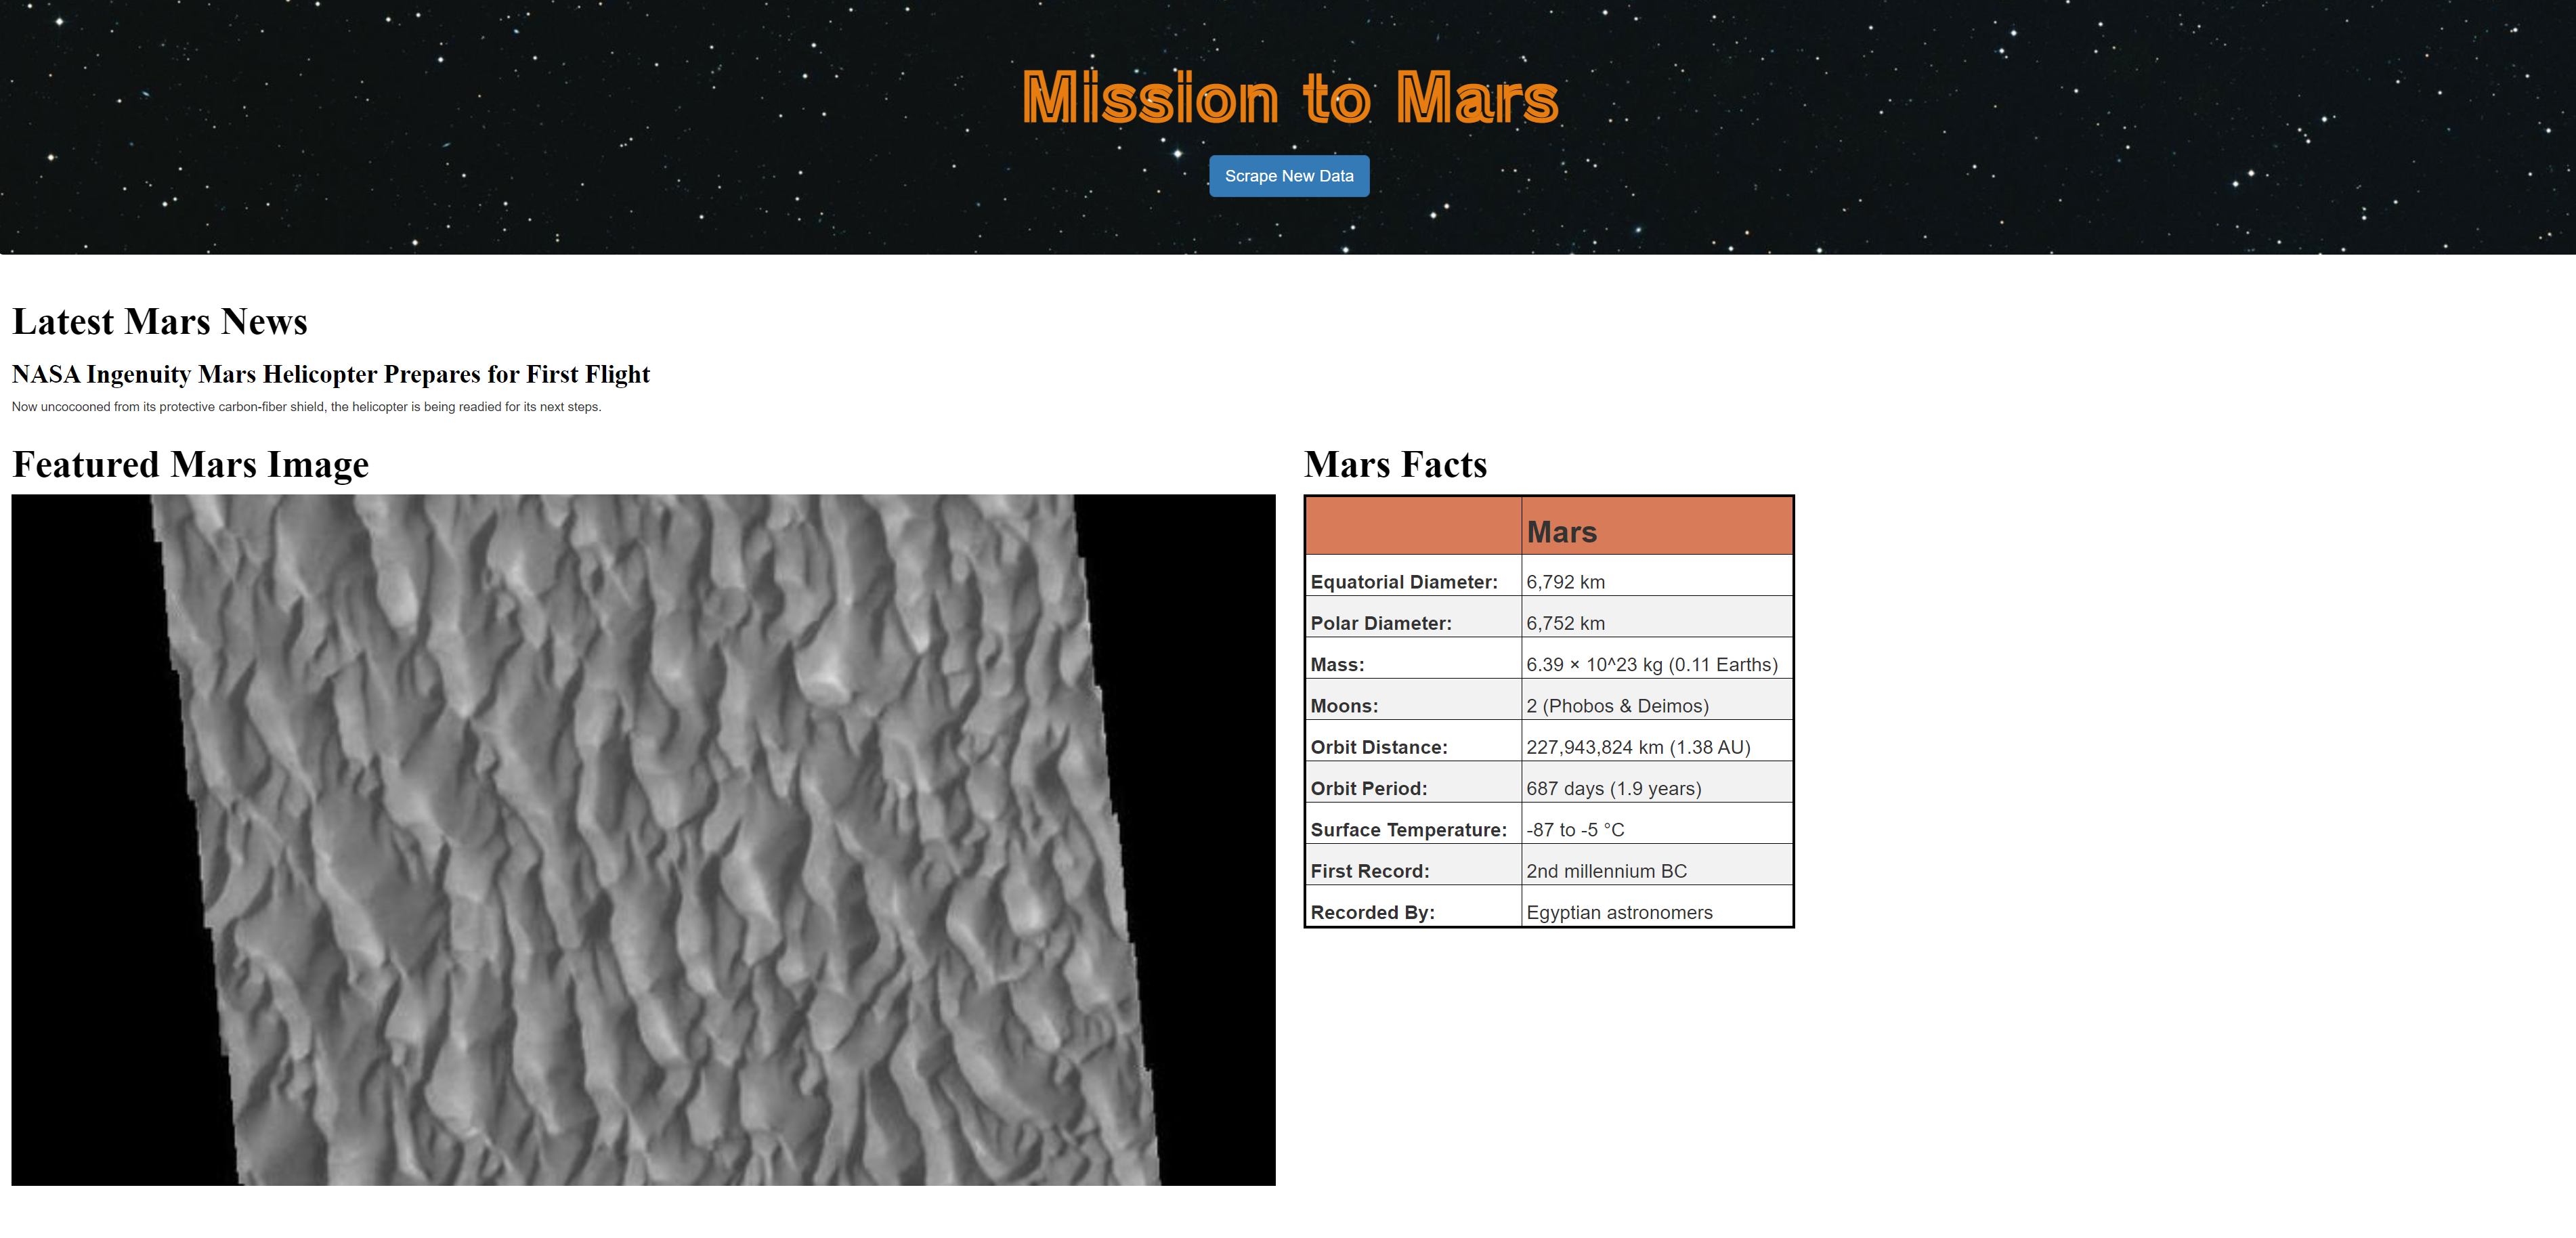 Mission to Mars
Scrape New Data
Latest Mars News
NASA Ingenuity Mars Helicopter Prepares for First Flight
Now uncocooned from its protective carbon-fiber shield, the helicopter is being readied for its next steps.
Featured Mars Image
Mars Facts
Mars
Equatorial Diameter: 6,792 km
Polar Diameter: 6,752 km
Mass: 6.39 × 10^23 kg (0.11 Earths)
Moons: 2 (Phobos & Deimos)
Orbit Distance: 227,943,824 km (1.38 AU)
Orbit Period: 687 days (1.9 years)
Surface Temperature: -87 to -5 °C
First Record: 2nd millennium BC
Recorded By: Egyptian astronomers